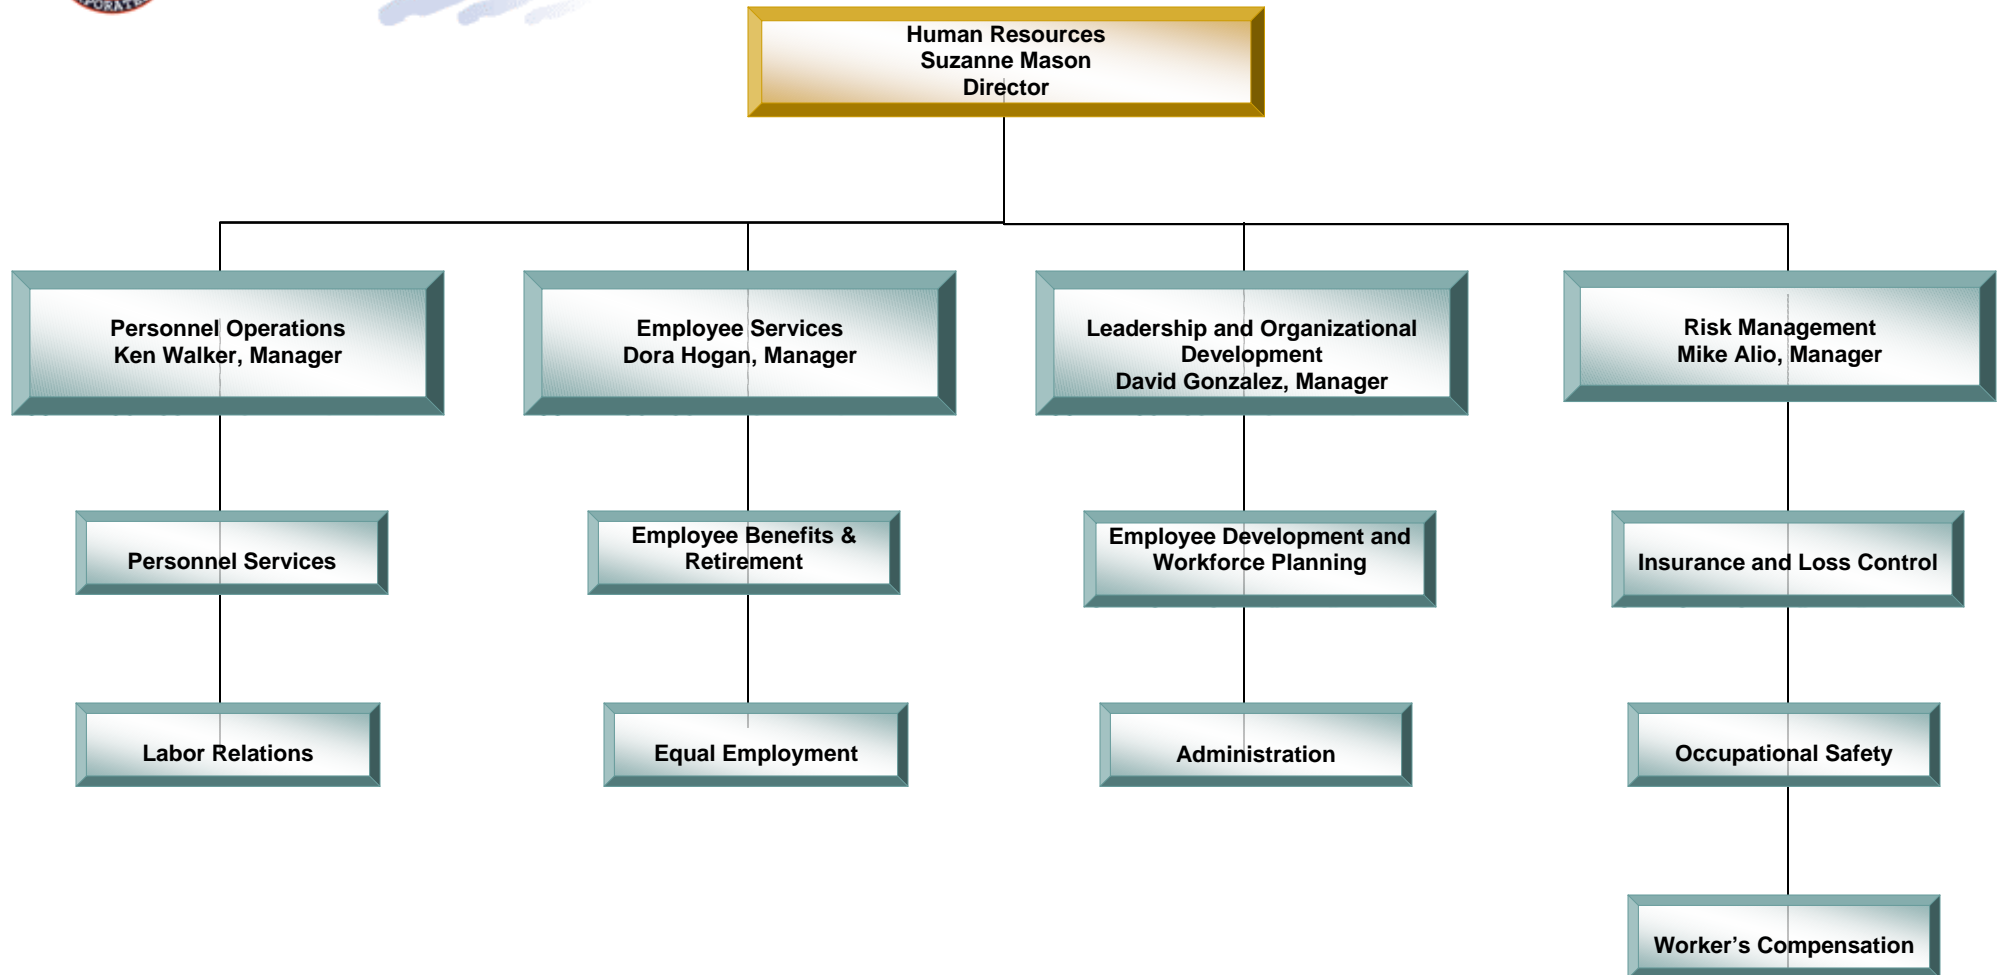 PORATE
Human Resources
Suzanne Mason
Director
Personnel Operations
Ken Walker, Manager
Employee Services
Dora Hogan, Manager
Leadership and Organizational
Development
David Gonzalez, Manager
Risk Management
Mike Alio, Manager
Personnel Services
Employee Benefits &
Retirement
Employee Development and
Workforce Planning
Insurance and Loss Control
Labor Relations
Equal Employment
Administration
Occupational Safety
Worker’s Compensation